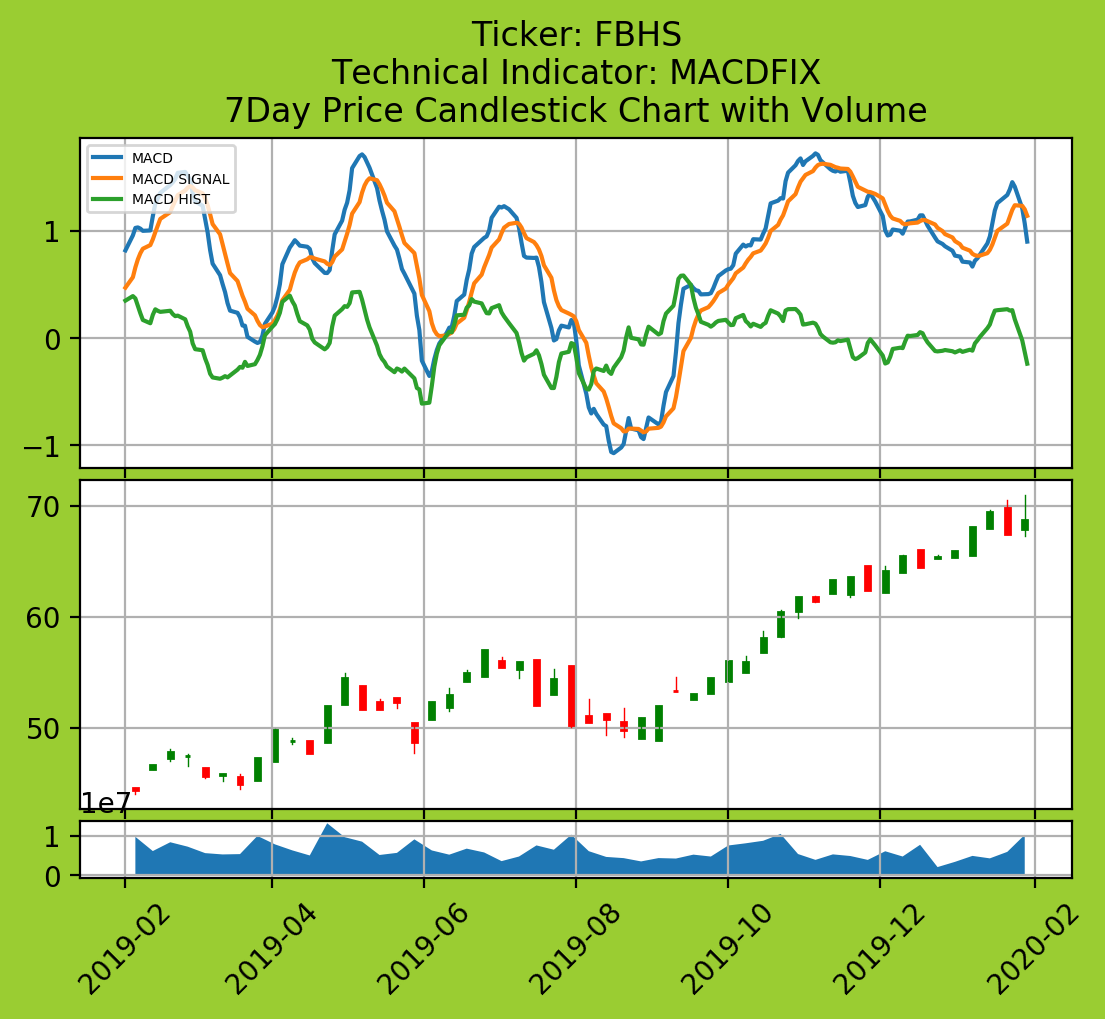 Ticker: FBHS
Technical Indicator: MACDFIX
7Day Price Candlestick Chart with Volume
MACD
MACD SIGNAL
MACD HIST
1
0
−1
70
60
50
1e7
1
0
2019-02
2019-04
2019-06
2019-08
2019-10
2019-12
2020-02